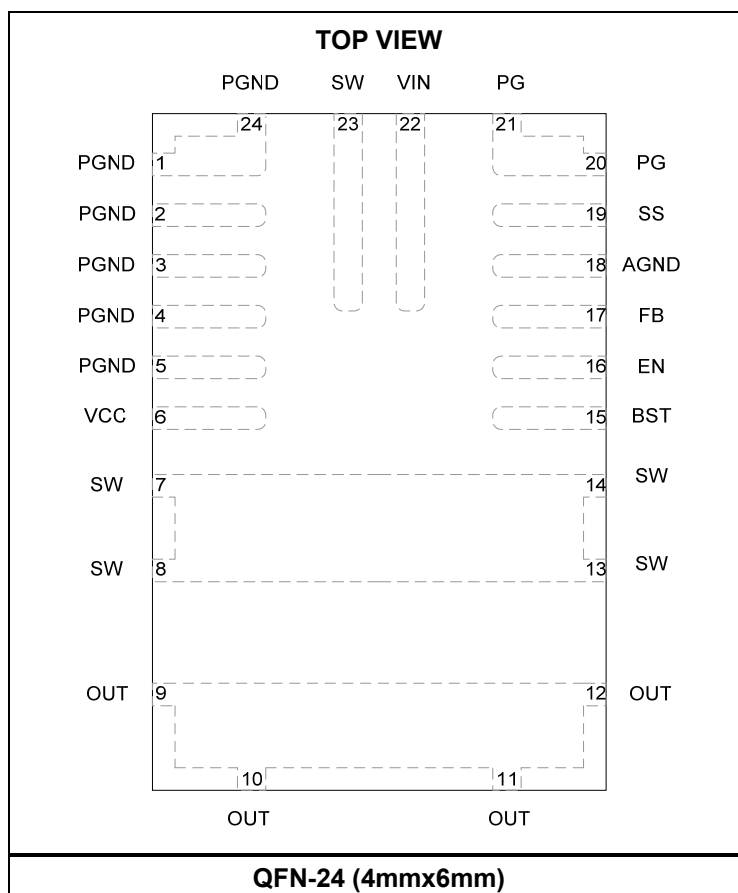 TOP VIEW
PGND SW VIN PG
24 23 22 21
PGND 1 20 PG
PGND 2 19 SS
PGND 3 18 AGND
PGND 4 17 FB
PGND 5 16 EN
VCC 6 15 BST
SW 7 14 SW
SW 8 13 SW
OUT 9 12 OUT
10 11
OUT OUT
QFN-24 (4mmx6mm)